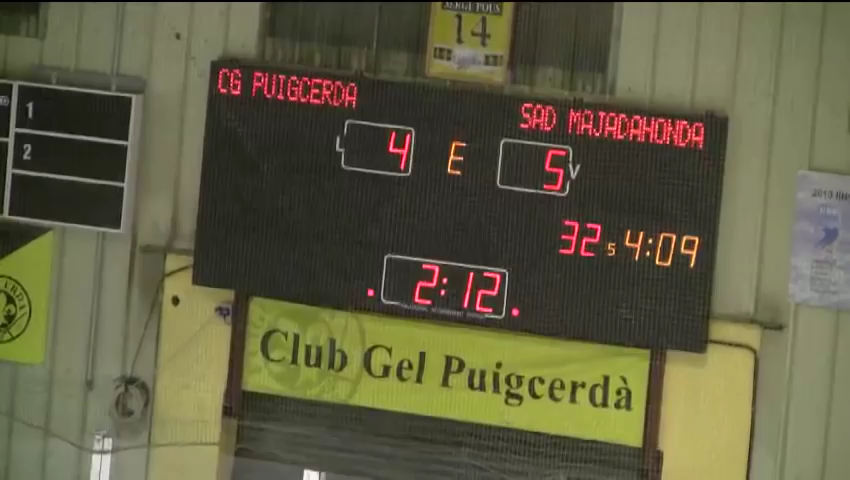 SERGE POUS
14
CG PUIGCERDA
SAD MAJADAHONDA
1
2
L 4 E 5 V
32 5 4:09
2:12
Club Gel Puigcerdà